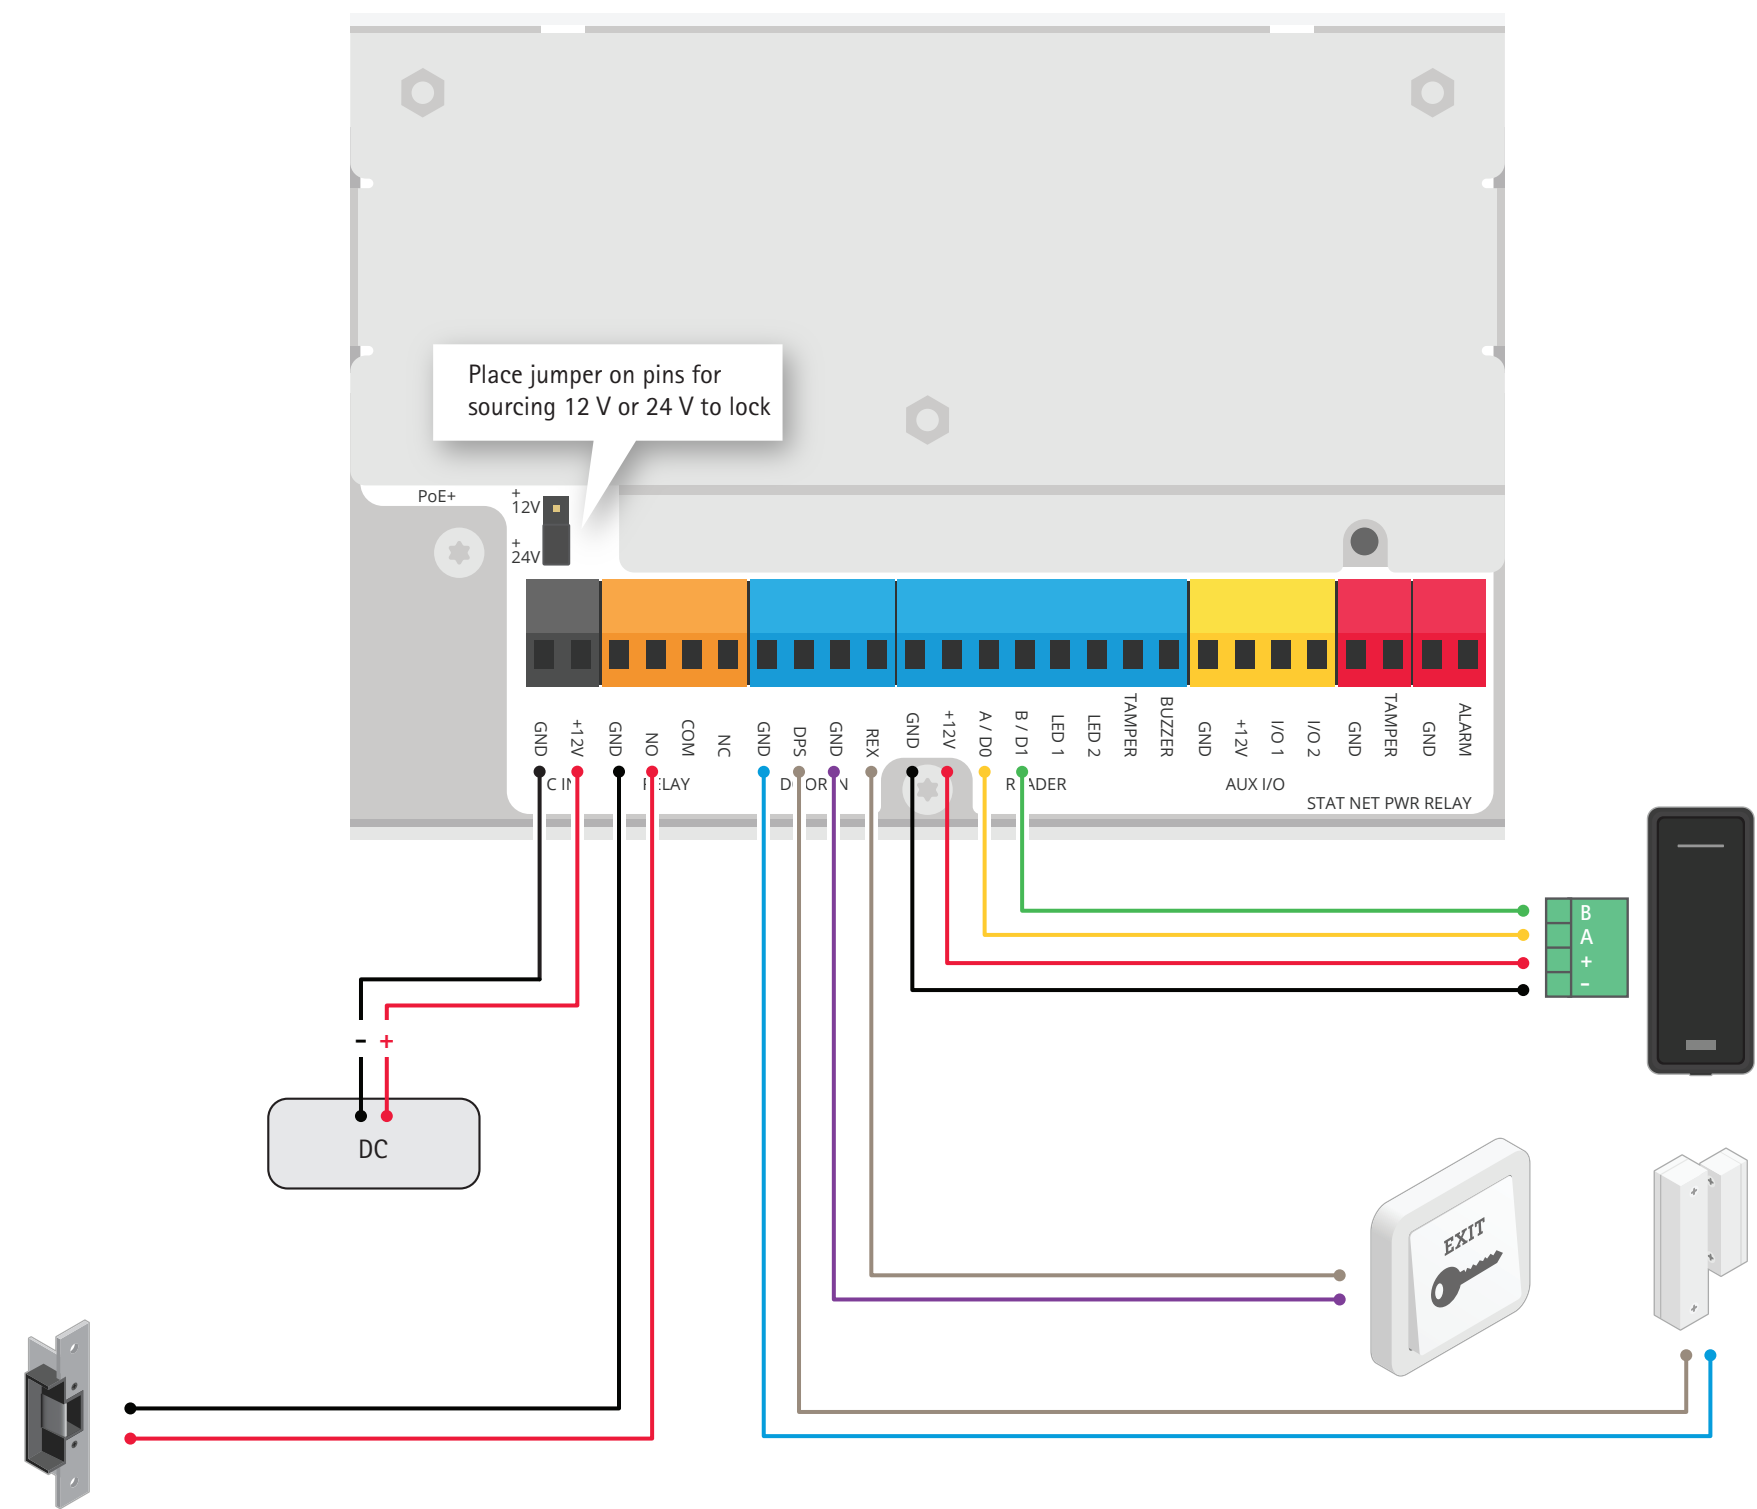 Place jumper on pins for
sourcing 12 V or 24 V to lock
PoE+
+
12V
+
24V
GND
+12V
GND
NO
COM
NC
GND
DPS
GND
REX
GND
+12V
A / D0
B / D1
LED 1
LED 2
TAMPER
BUZZER
GND
+12V
I/O 1
I/O 2
GND
TAMPER
GND
ALARM
AUX I/O
STAT NET PWR RELAY
B
A
+
-
- +
DC
EXIT